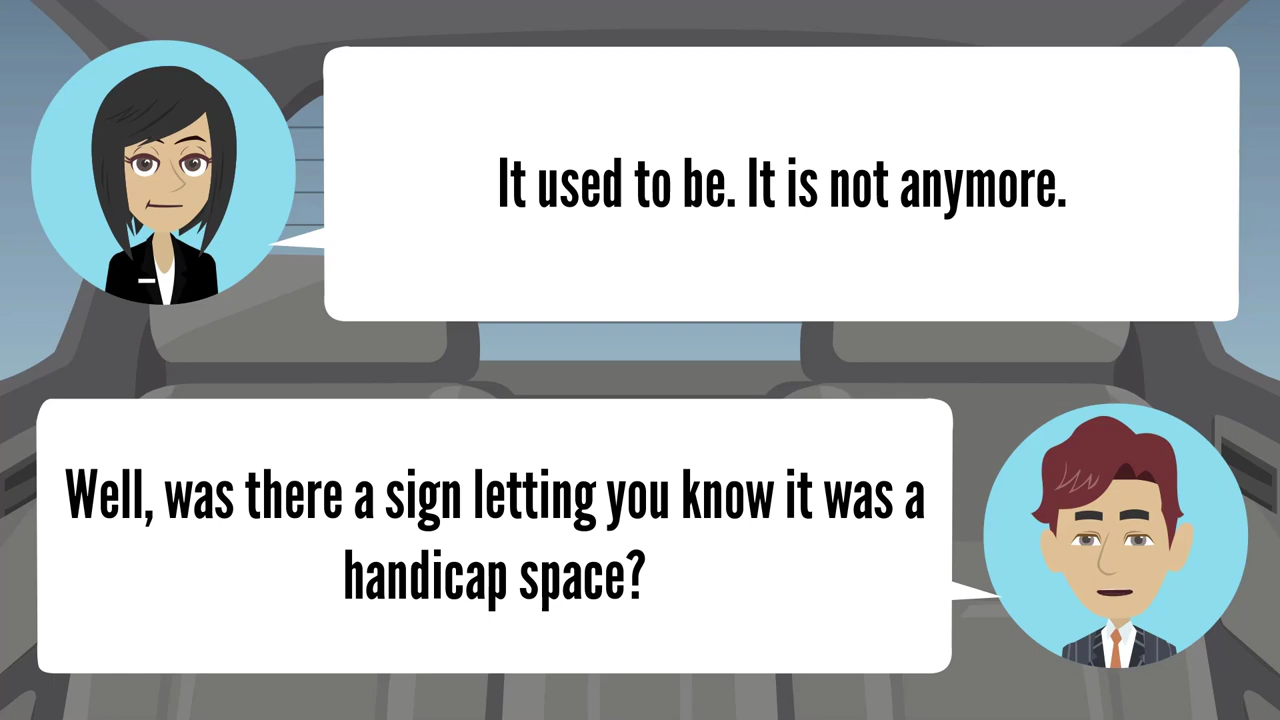 It used to be. It is not anymore.
Well, was there a sign letting you know it was a
handicap space?